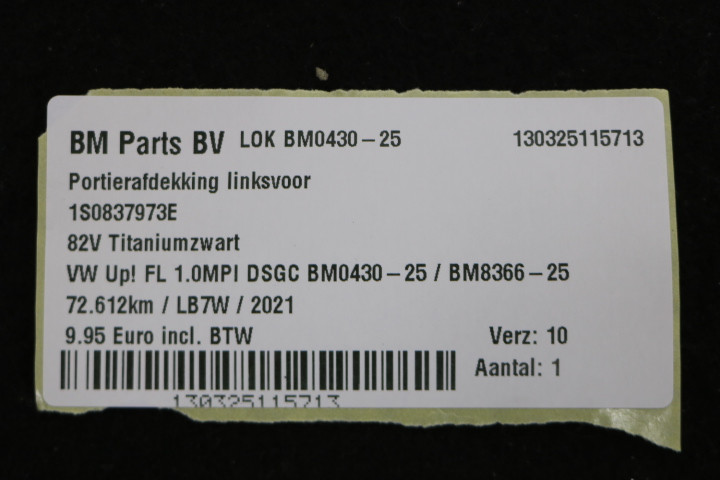 BM Parts BV LOK BM0430-25 130325115713
Portierafdekking linksvoor
1S0837973E
82V Titaniumzwart
VW Up! FL 1.0MPI DSGC BM0430-25 / BM8366-25
72.612km / LB7W / 2021
9.95 Euro incl. BTW Verz: 10
Aantal: 1
130325115713